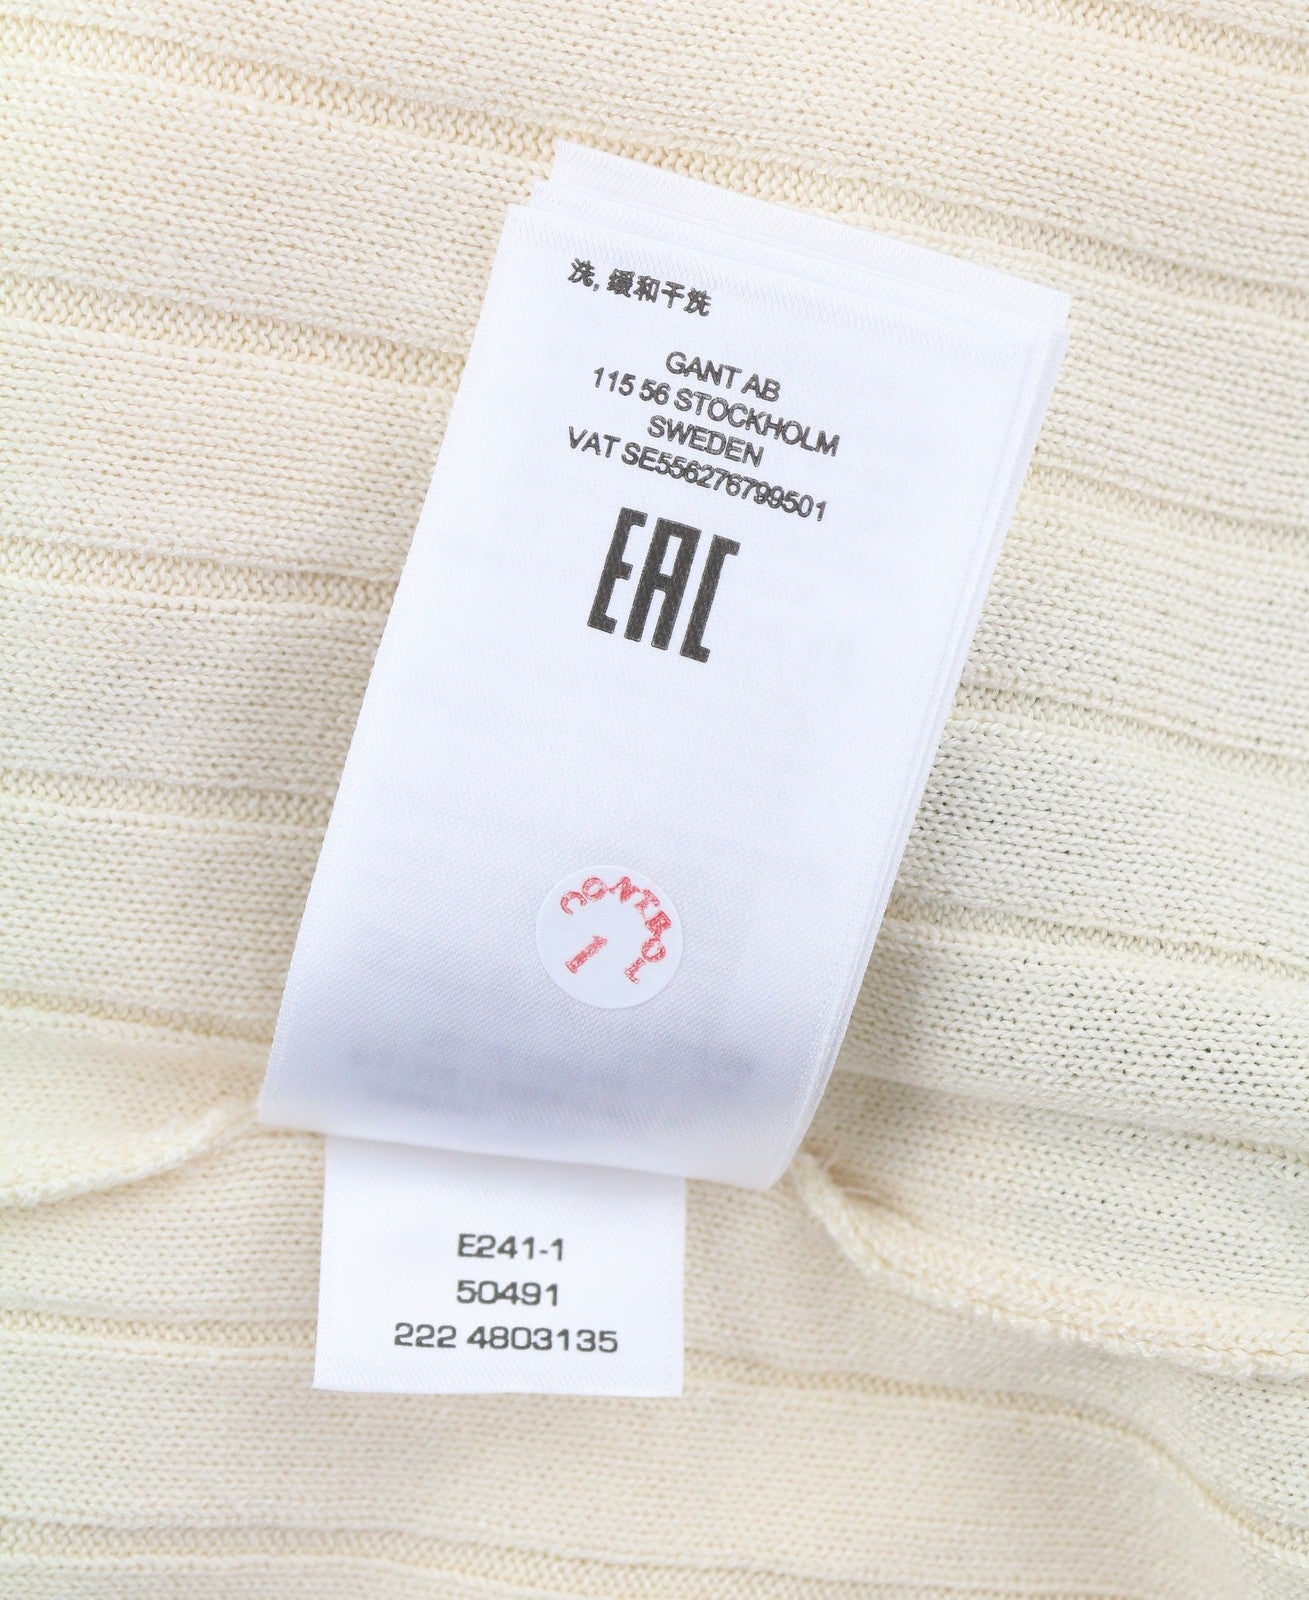 洗, 缓和干洗
GANT AB
115 56 STOCKHOLM
SWEDEN
VAT SE556276799501
EAC
CONTROL
1
E241-1
50491
222 4803135